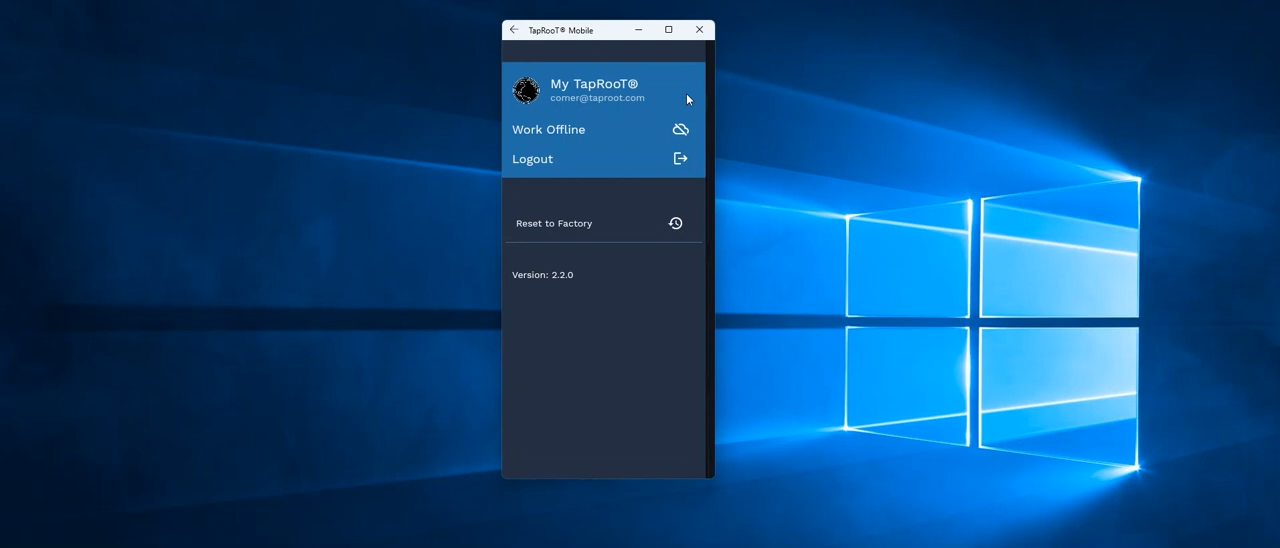 TapRooT® Mobile
My TapRooT®
comer@taproot.com
Work Offline
Logout
Reset to Factory
Version: 2.2.0